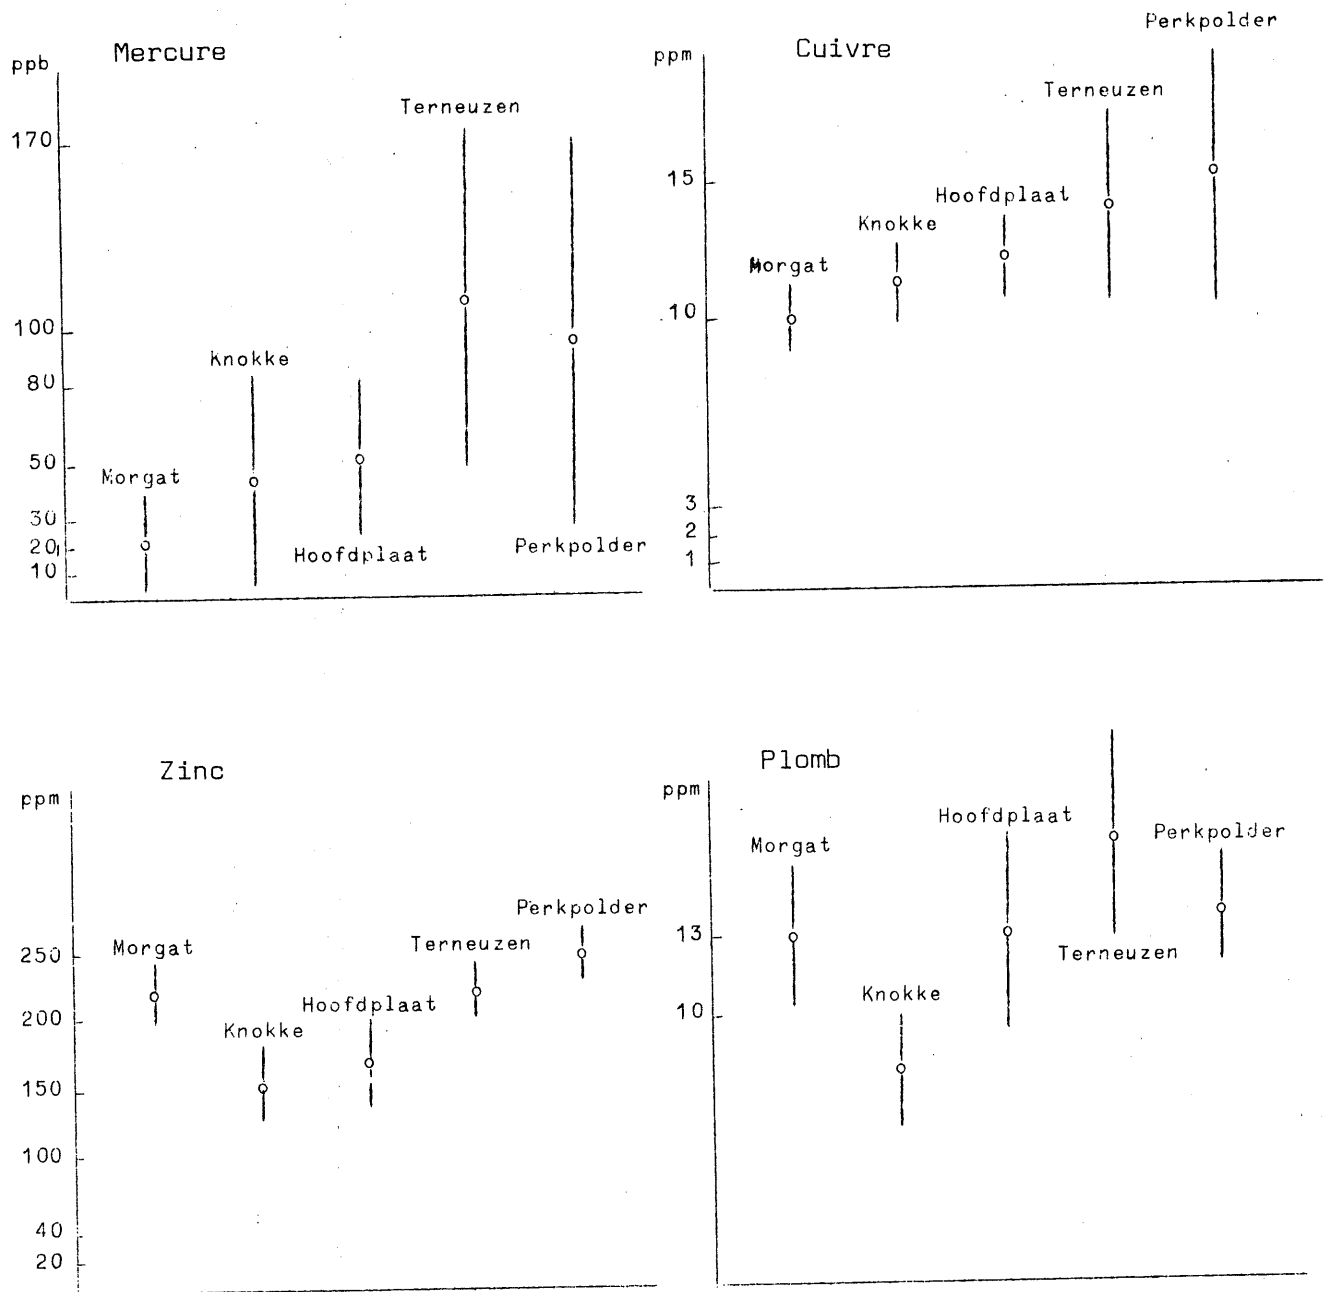 Mercure
ppb
170
100
80
50
30
20
10
Morgat
Knokke
Hoofdplaat
Terneuzen
Perkpolder
Cuivre
ppm
15
10
3
2
1
Morgat
Knokke
Hoofdplaat
Terneuzen
Perkpolder
Zinc
ppm
250
200
150
100
40
20
Morgat
Knokke
Hoofdplaat
Terneuzen
Perkpolder
Plomb
ppm
13
10
Morgat
Knokke
Hoofdplaat
Terneuzen
Perkpolder